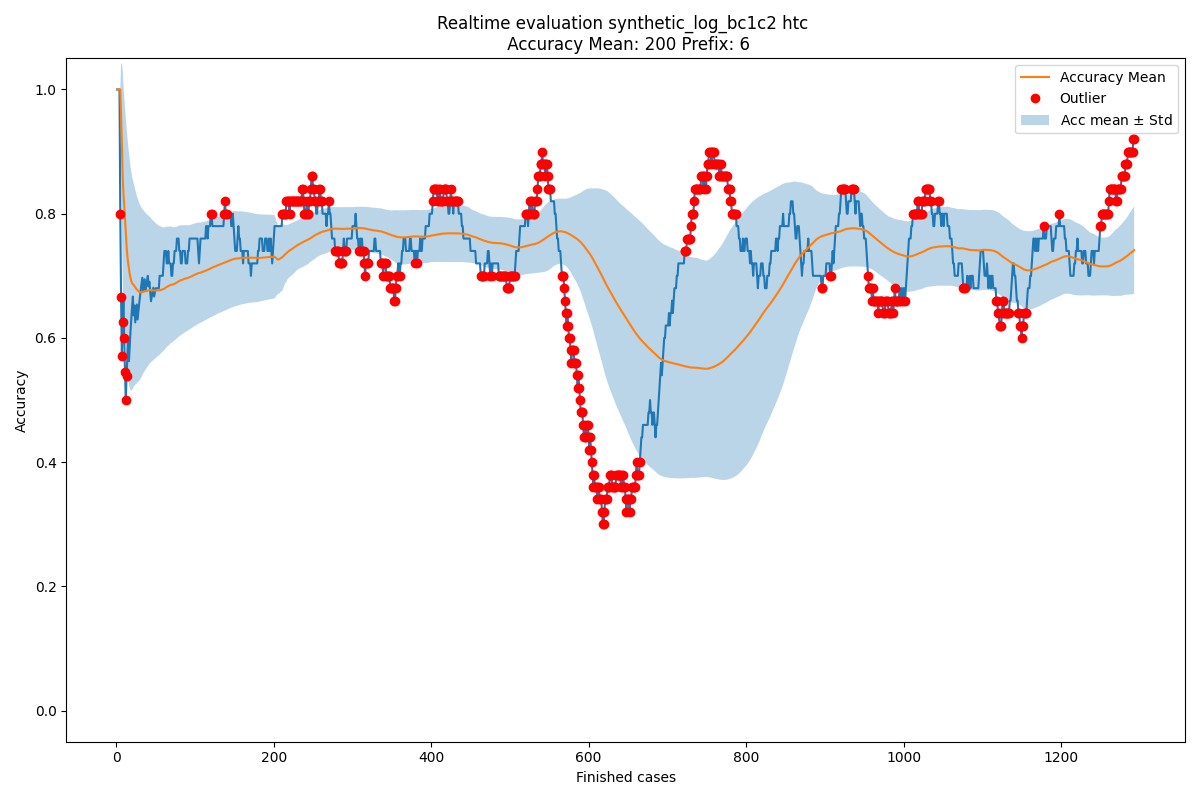 Realtime evaluation synthetic_log_bc1c2 htc
Accuracy Mean: 200 Prefix: 6
Accuracy Mean
Outlier
Acc mean ± Std
1.0
0.8
0.6
0.4
0.2
0.0
Accuracy
0
200
400
600
800
1000
1200
Finished cases